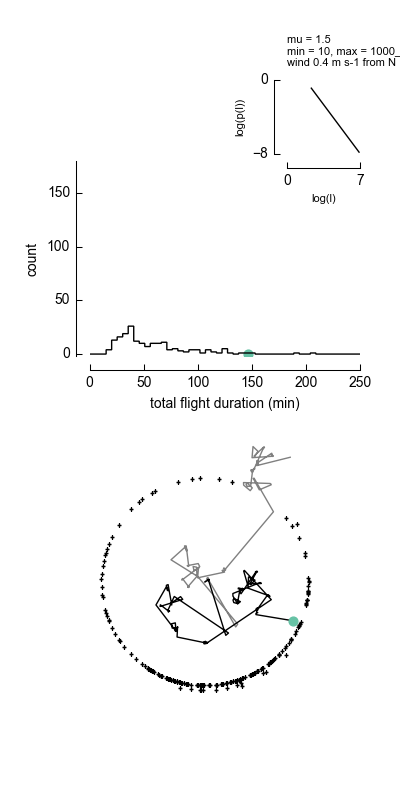 mu = 1.5
min = 10, max = 1000_
wind 0.4 m s-1 from N
0
log(p(l))
−8
0
7
log(l)
150
100
count
50
0
0
50
100
150
200
250
total flight duration (min)